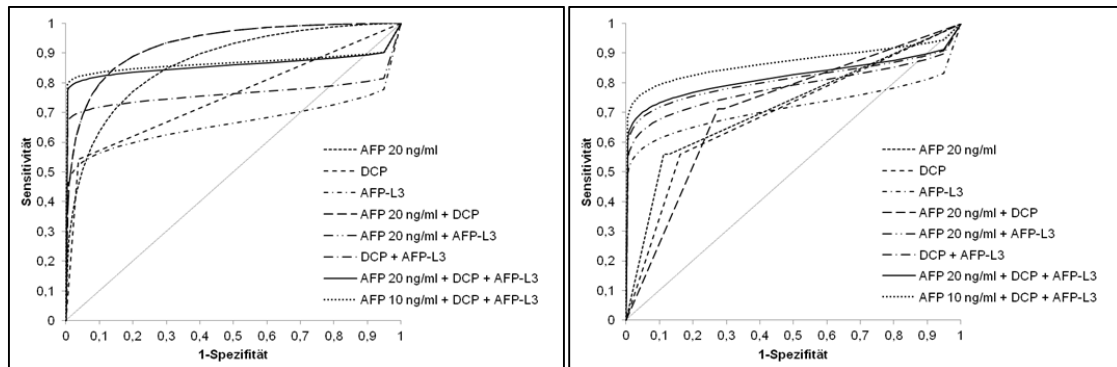 1
0,9
0,8
0,7
0,6
0,5
0,4
0,3
0,2
0,1
0
Sensitivität
AFP 20 ng/ml
DCP
AFP-L3
AFP 20 ng/ml + DCP
AFP 20 ng/ml + AFP-L3
DCP + AFP-L3
AFP 20 ng/ml + DCP + AFP-L3
AFP 10 ng/ml + DCP + AFP-L3
0 0,1 0,2 0,3 0,4 0,5 0,6 0,7 0,8 0,9 1
1-Spezifität
1
0,9
0,8
0,7
0,6
0,5
0,4
0,3
0,2
0,1
0
Sensitivität
AFP 20 ng/ml
DCP
AFP-L3
AFP 20 ng/ml + DCP
AFP 20 ng/ml + AFP-L3
DCP + AFP-L3
AFP 20 ng/ml + DCP + AFP-L3
AFP 10 ng/ml + DCP + AFP-L3
0 0,1 0,2 0,3 0,4 0,5 0,6 0,7 0,8 0,9 1
1-Spezifität